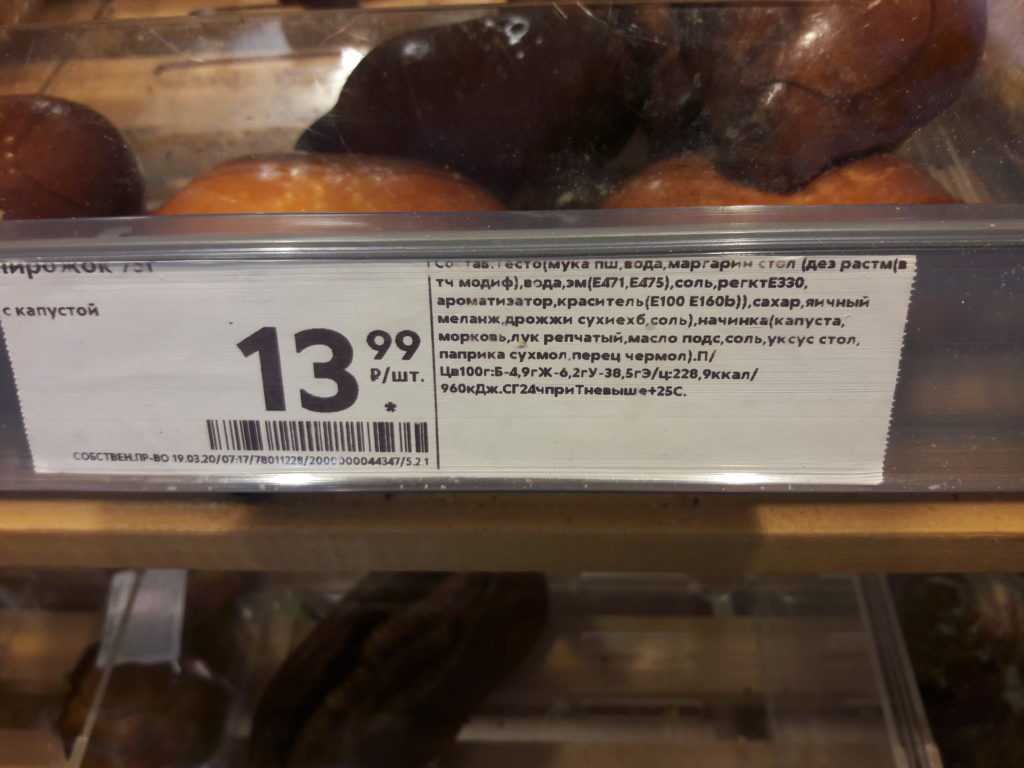 пирожок 75г
с капустой
13 99
₽/шт.
*
СОБСТВЕН.ПР-ВО 19.03.20/07:17/78011228/2000000044347/5.2.1
Состав.Тесто(мука пш,вода,маргарин стол (дез растм(в
тч модиф),вода,эм(Е471,Е475),соль,регктЕ330,
ароматизатор,краситель(Е100 Е160b)),сахар,яичный
меланж,дрожжи сухиехб,соль),начинка(капуста,
морковь,лук репчатый,масло подс,соль,уксус стол,
паприка сухмол,перец чермол).П/
Цв100г:Б-4,9гЖ-6,2гУ-38,5гЭ/ц:228,9ккал/
960кДж.СГ24чприТневыше+25С.